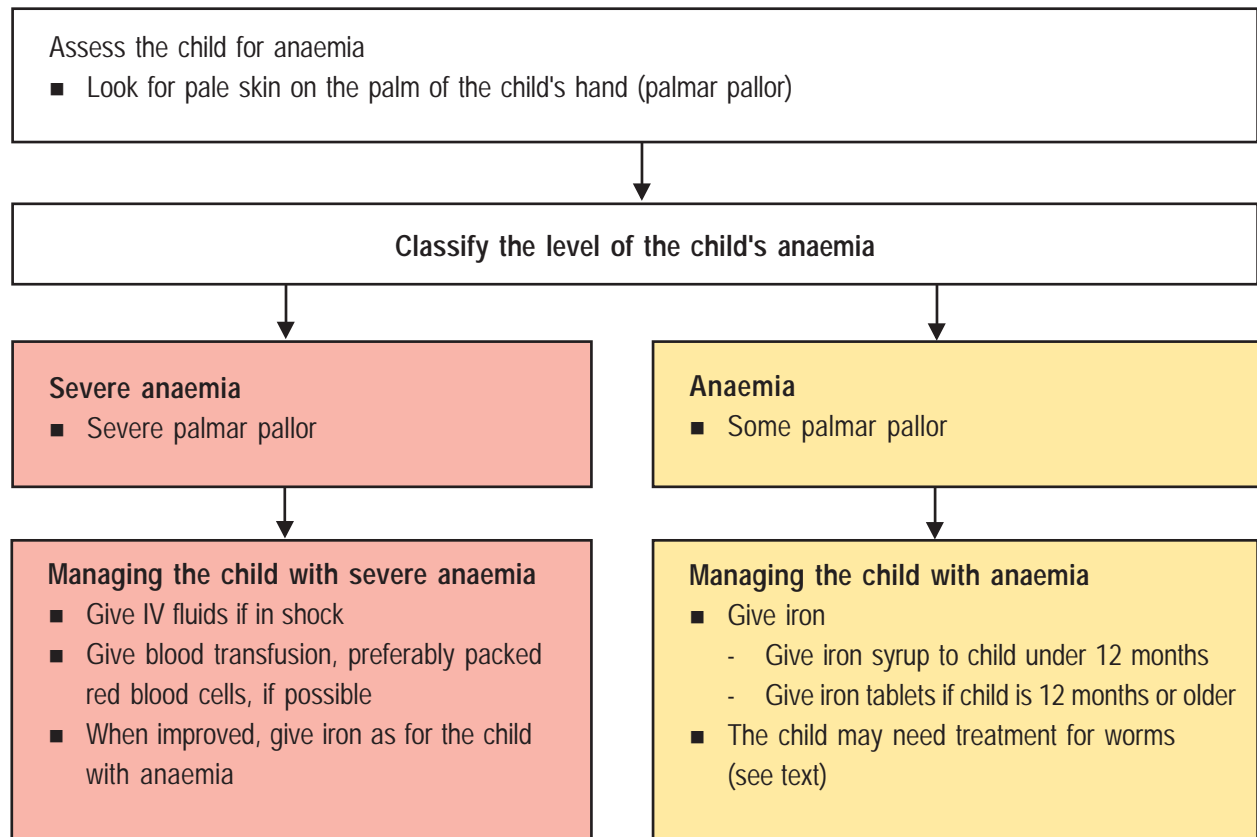 Assess the child for anaemia
■ Look for pale skin on the palm of the child's hand (palmar pallor)
Classify the level of the child's anaemia
Severe anaemia
■ Severe palmar pallor
Anaemia
■ Some palmar pallor
Managing the child with severe anaemia
■ Give IV fluids if in shock
■ Give blood transfusion, preferably packed
red blood cells, if possible
■ When improved, give iron as for the child
with anaemia
Managing the child with anaemia
■ Give iron
- Give iron syrup to child under 12 months
- Give iron tablets if child is 12 months or older
■ The child may need treatment for worms
(see text)